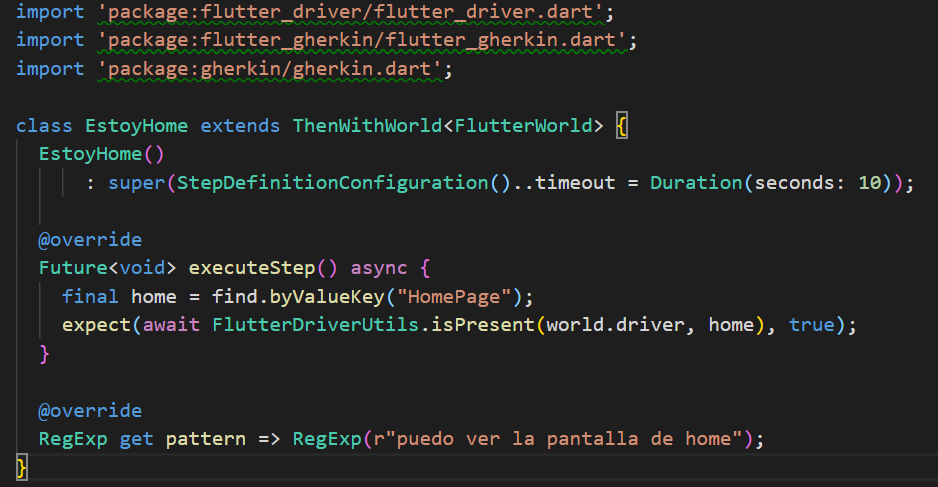 import 'package:flutter_driver/flutter_driver.dart';
import 'package:flutter_gherkin/flutter_gherkin.dart';
import 'package:gherkin/gherkin.dart';

class EstoyHome extends ThenWithWorld<FlutterWorld> {
  EstoyHome()
      : super(StepDefinitionConfiguration()..timeout = Duration(seconds: 10));

  @override
  Future<void> executeStep() async {
    final home = find.byValueKey("HomePage");
    expect(await FlutterDriverUtils.isPresent(world.driver, home), true);
  }

  @override
  RegExp get pattern => RegExp(r"puedo ver la pantalla de home");
}